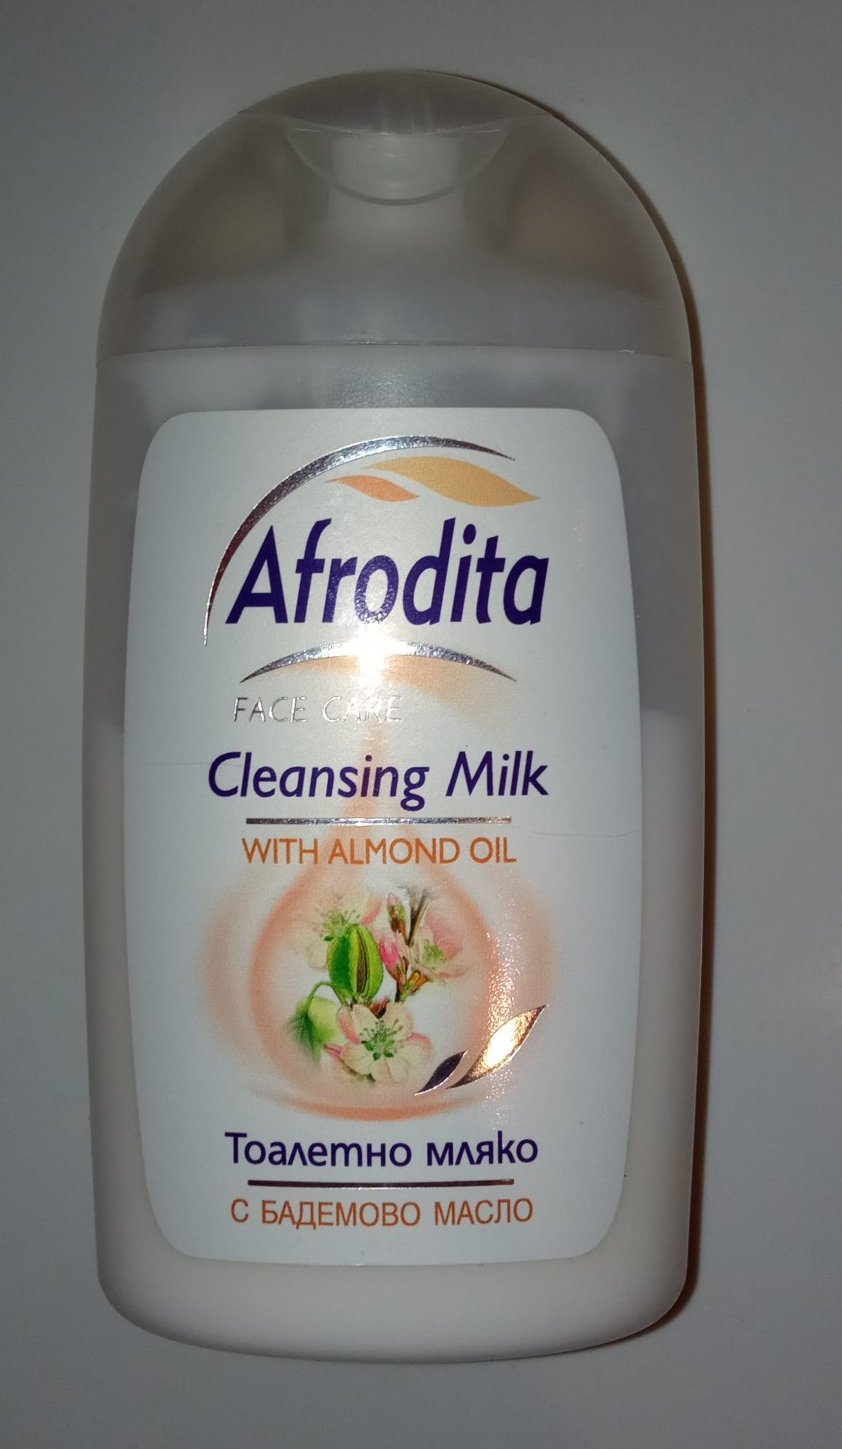 Afrodita
FACE CARE
Cleansing Milk
WITH ALMOND OIL
Тоалетно мляко
С БАДЕМОВО МАСЛО